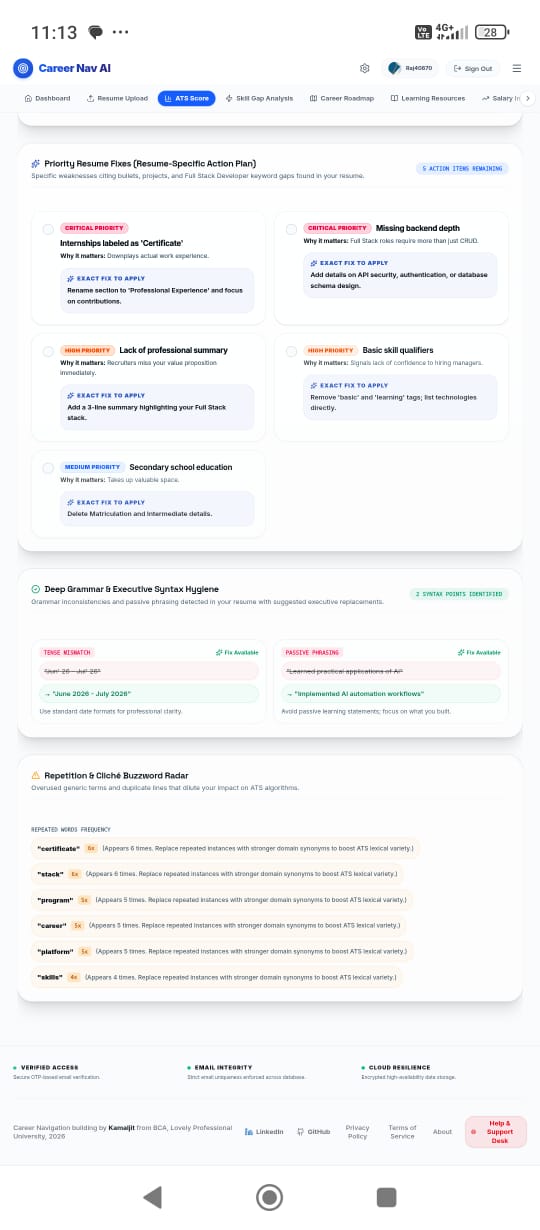 11:13
Vo LTE 4G+ 28
Career Nav AI
Raj40670
Sign Out
Dashboard
Resume Upload
ATS Score
Skill Gap Analysis
Career Roadmap
Learning Resources
Salary
Priority Resume Fixes (Resume-Specific Action Plan)
Specific weaknesses citing bullets, projects, and Full Stack Developer keyword gaps found in your resume.
5 ACTION ITEMS REMAINING
CRITICAL PRIORITY
Internships labeled as 'Certificate'
Why it matters: Downplays actual work experience.
EXACT FIX TO APPLY
Rename section to 'Professional Experience' and focus
on contributions.
CRITICAL PRIORITY Missing backend depth
Why it matters: Full Stack roles require more than just CRUD.
EXACT FIX TO APPLY
Add details on API security, authentication, or database
schema design.
HIGH PRIORITY Lack of professional summary
Why it matters: Recruiters miss your value proposition
immediately.
EXACT FIX TO APPLY
Add a 3-line summary highlighting your Full Stack
stack.
HIGH PRIORITY Basic skill qualifiers
Why it matters: Signals lack of confidence to hiring managers.
EXACT FIX TO APPLY
Remove 'basic' and 'learning' tags; list technologies
directly.
MEDIUM PRIORITY Secondary school education
Why it matters: Takes up valuable space.
EXACT FIX TO APPLY
Delete Matriculation and Intermediate details.
Deep Grammar & Executive Syntax Hygiene
Grammar inconsistencies and passive phrasing detected in your resume with suggested executive replacements.
2 SYNTAX POINTS IDENTIFIED
TENSE MISMATCH
Fix Available
"Jun' 26 - Jul' 26"
→ "June 2026 - July 2026"
Use standard date formats for professional clarity.
PASSIVE PHRASING
Fix Available
"Learned practical applications of AI"
→ "Implemented AI automation workflows"
Avoid passive learning statements; focus on what you built.
Repetition & Cliché Buzzword Radar
Overused generic terms and duplicate lines that dilute your impact on ATS algorithms.
REPEATED WORDS FREQUENCY
"certificate" 6x (Appears 6 times. Replace repeated instances with stronger domain synonyms to boost ATS lexical variety.)
"stack" 6x (Appears 6 times. Replace repeated instances with stronger domain synonyms to boost ATS lexical variety.)
"program" 5x (Appears 5 times. Replace repeated instances with stronger domain synonyms to boost ATS lexical variety.)
"career" 5x (Appears 5 times. Replace repeated instances with stronger domain synonyms to boost ATS lexical variety.)
"platform" 5x (Appears 5 times. Replace repeated instances with stronger domain synonyms to boost ATS lexical variety.)
"skills" 4x (Appears 4 times. Replace repeated instances with stronger domain synonyms to boost ATS lexical variety.)
VERIFIED ACCESS
Secure OTP-based email verification.
EMAIL INTEGRITY
Strict email uniqueness enforced across database.
CLOUD RESILIENCE
Encrypted high-availability data storage.
Career Navigation building by Kamaljit from BCA, Lovely Professional
University, 2026
LinkedIn
GitHub
Privacy
Policy
Terms of
Service
About
Help &
Support
Desk